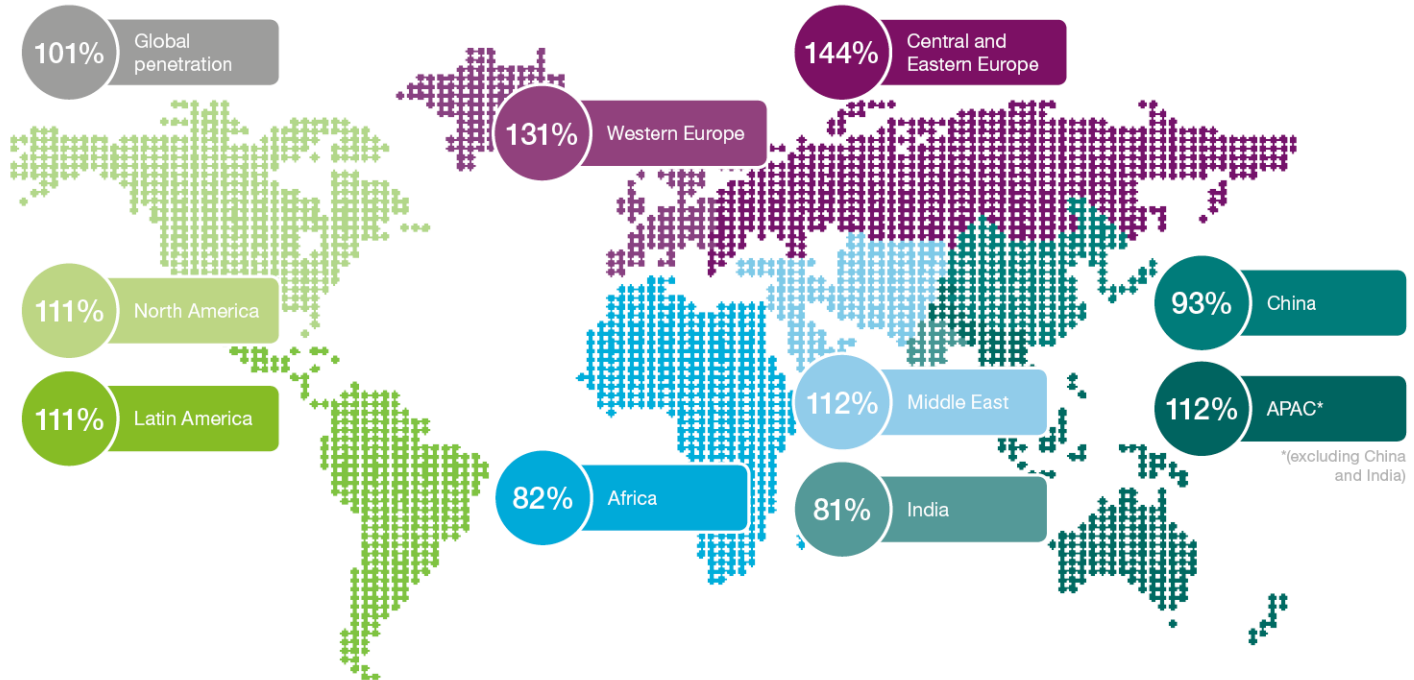 101%
Global
penetration
144%
Central and
Eastern Europe
131%
Western Europe
111%
North America
93%
China
111%
Latin America
112%
Middle East
112%
APAC*
*(excluding China
and India)
82%
Africa
81%
India